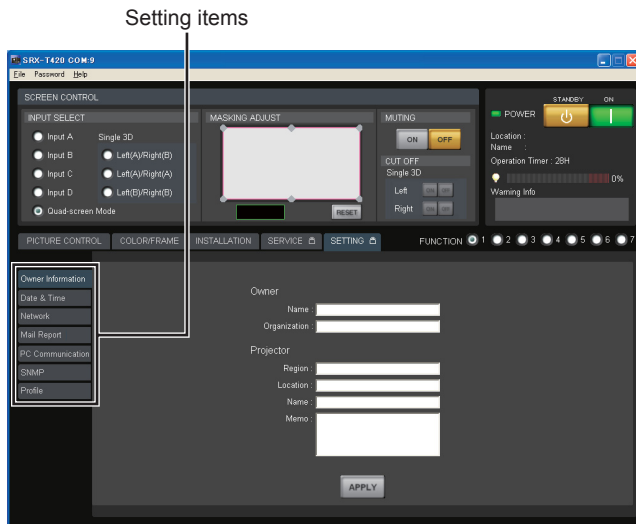 Setting items
SRX-T420 COM:9
File Password Help
SCREEN CONTROL
INPUT SELECT
Input A Single 3D
Input B Left(A)/Right(B)
Input C Left(A)/Right(A)
Input D Left(B)/Right(B)
Quad-screen Mode
MASKING ADJUST
RESET
MUTING
ON OFF
CUT OFF
Single 3D
Left ON OFF
Right ON OFF
STANDBY ON
POWER
Location :
Name :
Operation Timer : 28H
0%
Warning Info
PICTURE CONTROL COLOR/FRAME INSTALLATION SERVICE SETTING FUNCTION 1 2 3 4 5 6 7
Owner Information
Date & Time
Network
Mail Report
PC Communication
SNMP
Profile
Owner
Name :
Organization :
Projector
Region :
Location :
Name :
Memo :
APPLY